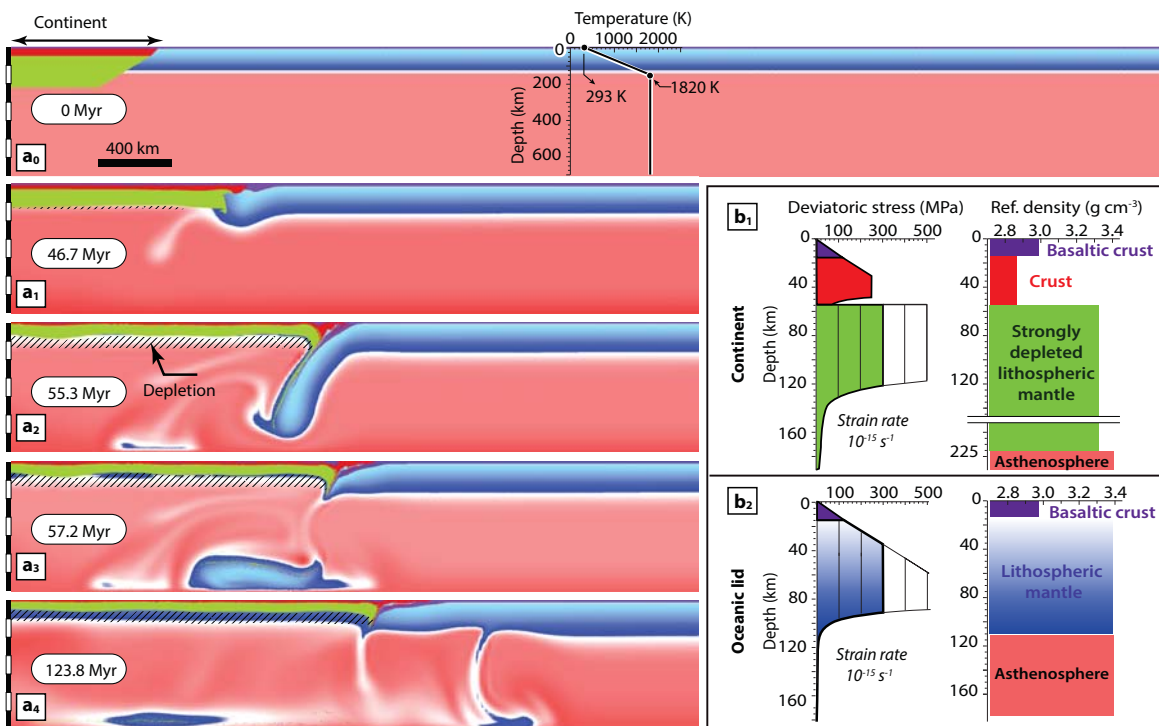 Continent
Temperature (K)
0 1000 2000
0
200
400
600
Depth (km)
293 K
1820 K
0 Myr
400 km
a0
46.7 Myr
a1
Depletion
55.3 Myr
a2
57.2 Myr
a3
123.8 Myr
a4
b1
Deviatoric stress (MPa)
Ref. density (g cm-3)
100 300 500
2.8 3.0 3.2 3.4
0
40
80
120
160
Depth (km)
Continent
Strain rate
10-15 s-1
0
40
80
120
225
Basaltic crust
Crust
Strongly
depleted
lithospheric
mantle
Asthenosphere
b2
100 300 500
2.8 3.0 3.2 3.4
0
40
80
120
160
Depth (km)
Oceanic lid
Strain rate
10-15 s-1
0
40
80
120
160
Basaltic crust
Lithospheric
mantle
Asthenosphere